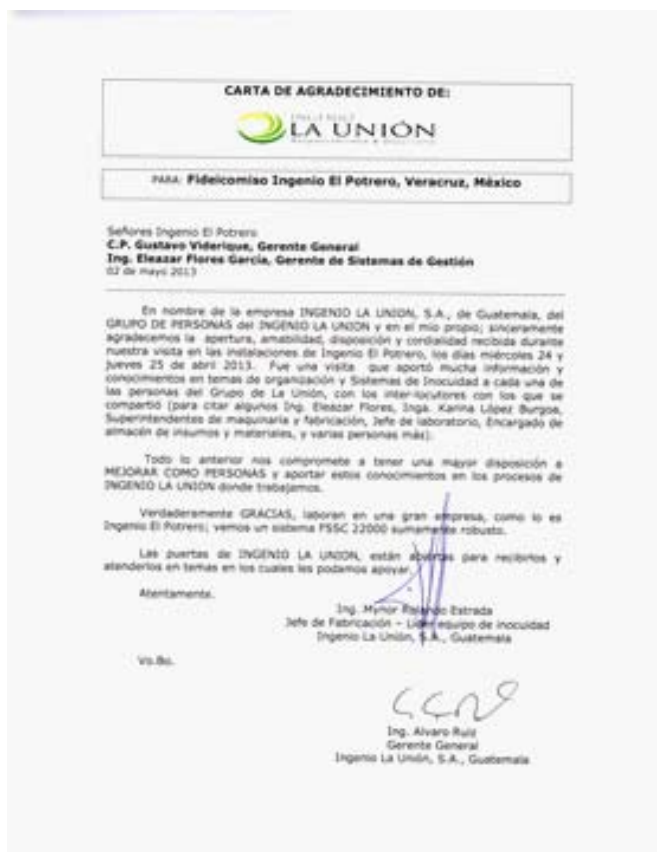 CARTA DE AGRADECIMIENTO DE:
INGENIO
LA UNIÓN
PARA: Fideicomiso Ingenio El Potrero, Veracruz, México
Señores Ingenio El Potrero
C.P. Gustavo Viderique, Gerente General
Ing. Eleazar Flores García, Gerente de Sistemas de Gestión
02 de mayo 2013
En nombre de la empresa INGENIO LA UNION, S.A., de Guatemala, del
GRUPO DE PERSONAS del INGENIO LA UNION y en el mío propio; sinceramente
agradecemos la apertura, amabilidad, disposición y cordialidad recibida durante
nuestra visita en las instalaciones de Ingenio El Potrero, los días miércoles 24 y
jueves 25 de abril 2013. Fue una visita que aportó mucha información y
conocimientos en temas de organización y Sistemas de Inocuidad a cada una de
las personas del Grupo de La Unión, con los inter-locutores con los que se
compartió (para citar algunos Ing. Eleazar Flores, Inga. Karina López Burgoa,
Superintendentes de maquinaria y fabricación, Jefe de laboratorio, Encargado de
almacén de insumos y materiales, y varias personas más).
Todo lo anterior nos compromete a tener una mayor disposición a
MEJORAR COMO PERSONAS y aportar estos conocimientos en los procesos de
INGENIO LA UNION donde trabajamos.
Verdaderamente GRACIAS, laboran en una gran empresa, como lo es
Ingenio El Potrero; vemos un sistema FSSC 22000 sumamente robusto.
Las puertas de INGENIO LA UNION, están abiertas para recibirlos y
atenderlos en temas en los cuales les podamos apoyar.
Atentamente.
Ing. Mynor Rolando Estrada
Jefe de Fabricación – Líder equipo de inocuidad
Ingenio La Unión, S.A., Guatemala
Vo.Bo.
Ing. Alvaro Ruiz
Gerente General
Ingenio La Unión, S.A., Guatemala